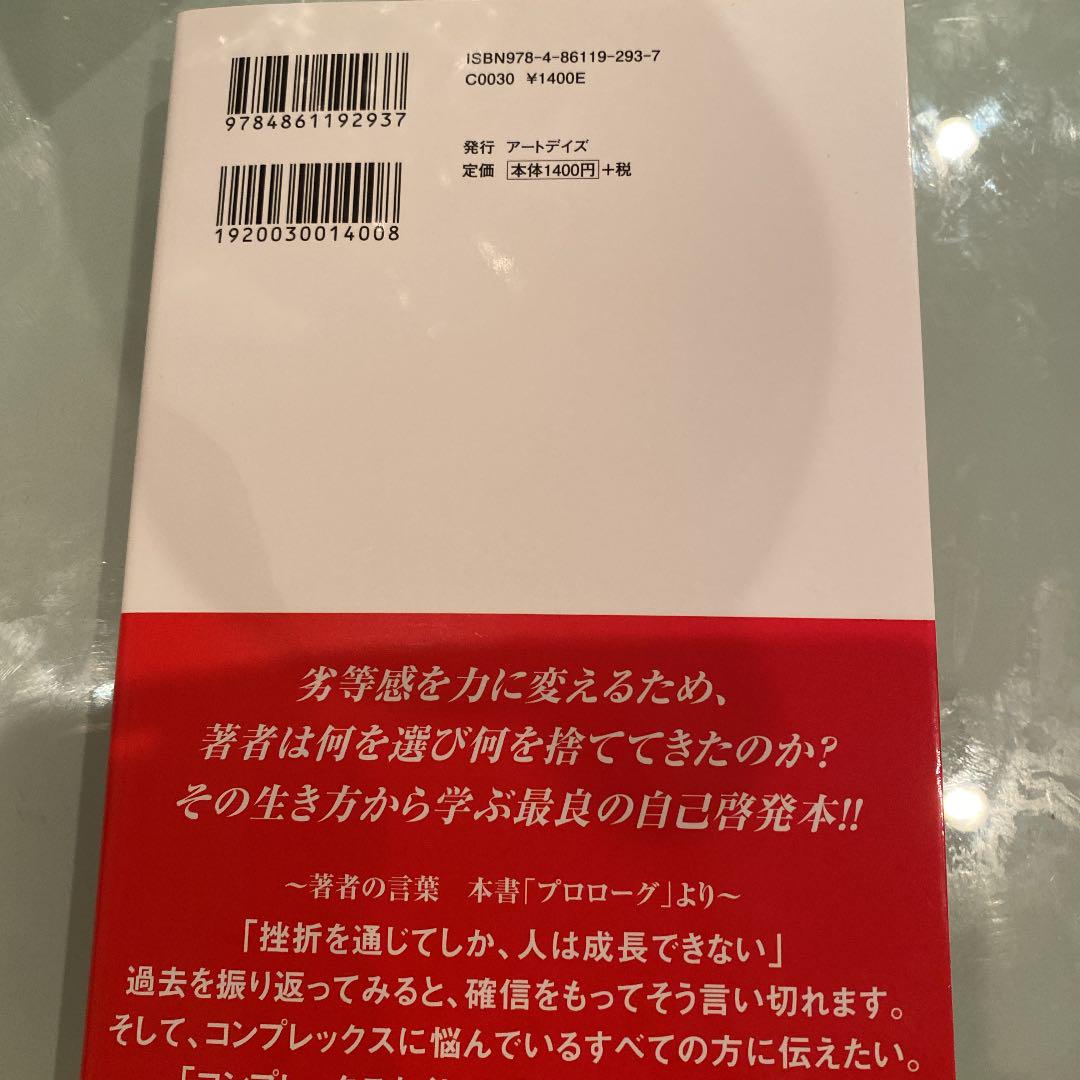 ISBN978-4-86119-293-7
C0030 ¥1400E
9784861192937
発行 アートデイズ
定価 本体1400円+税
1920030014008
劣等感を力に変えるため、
著者は何を選び何を捨ててきたのか?
その生き方から学ぶ最良の自己啓発本!!
〜著者の言葉 本書「プロローグ」より〜
「挫折を通じてしか、人は成長できない」
過去を振り返ってみると、確信をもってそう言い切れます。
そして、コンプレックスに悩んでいるすべての方に伝えたい。